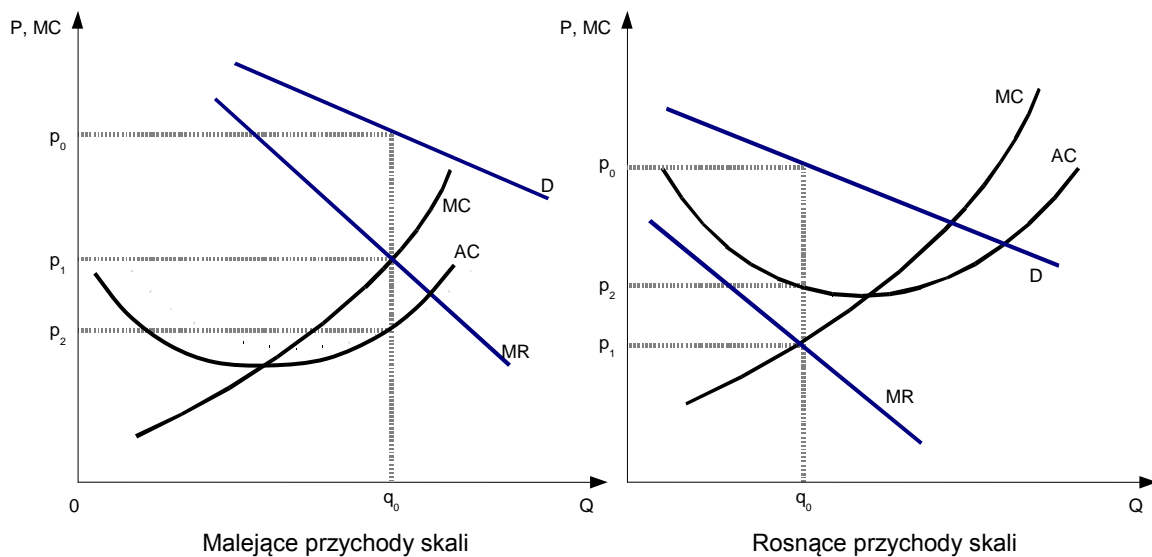 P, MC
p₀
p₁
p₂
D
MC
AC
MR
0
q₀
Q
Malejące przychody skali
P, MC
MC
AC
p₀
p₂
p₁
D
MR
q₀
Q
Rosnące przychody skali